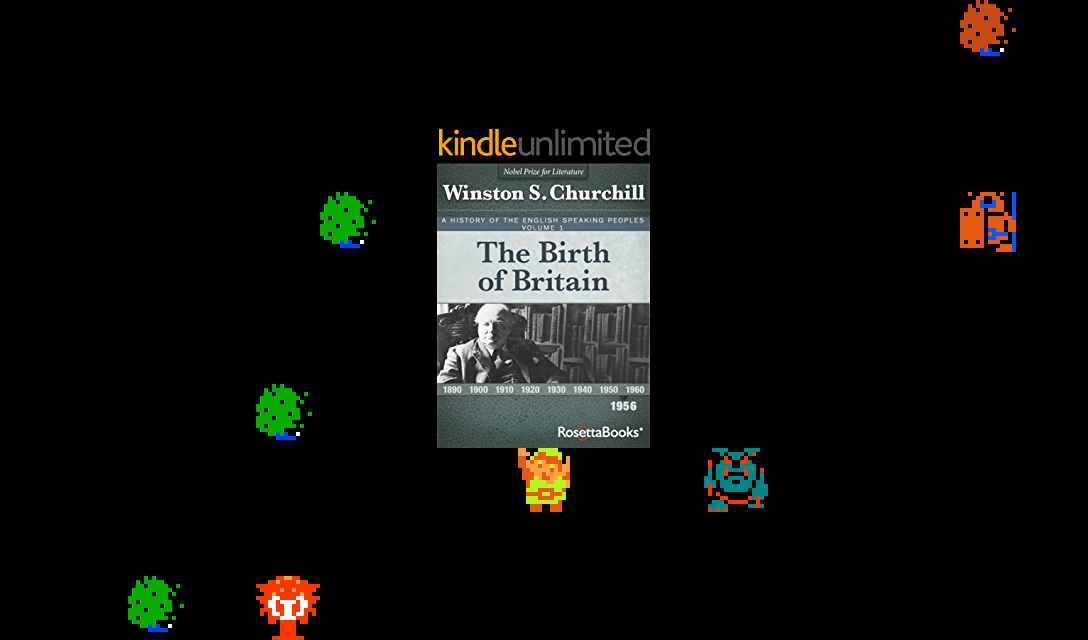 kindleunlimited
Nobel Prize for Literature
Winston S. Churchill
A HISTORY OF THE ENGLISH SPEAKING PEOPLES
VOLUME 1
The Birth
of Britain
1890 1900 1910 1920 1930 1940 1950 1960
1956
RosettaBooks®